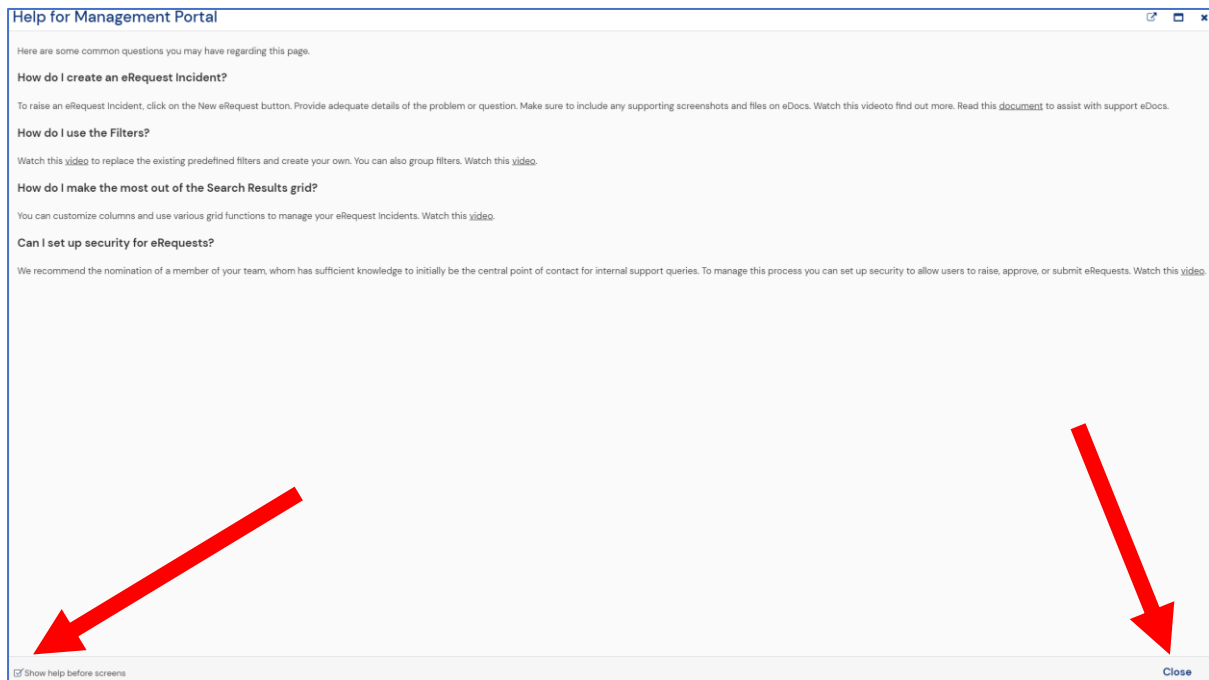 Help for Management Portal
Here are some common questions you may have regarding this page.
How do I create an eRequest Incident?
To raise an eRequest Incident, click on the New eRequest button. Provide adequate details of the problem or question. Make sure to include any supporting screenshots and files on eDocs. Watch this videoto find out more. Read this document to assist with support eDocs.
How do I use the Filters?
Watch this video to replace the existing predefined filters and create your own. You can also group filters. Watch this video.
How do I make the most out of the Search Results grid?
You can customize columns and use various grid functions to manage your eRequest Incidents. Watch this video.
Can I set up security for eRequests?
We recommend the nomination of a member of your team, whom has sufficient knowledge to initially be the central point of contact for internal support queries. To manage this process you can set up security to allow users to raise, approve, or submit eRequests. Watch this video.
Show help before screens
Close